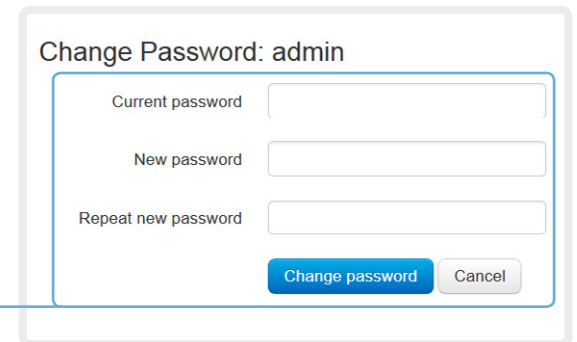 Change Password: admin
Current password
New password
Repeat new password
Change password Cancel